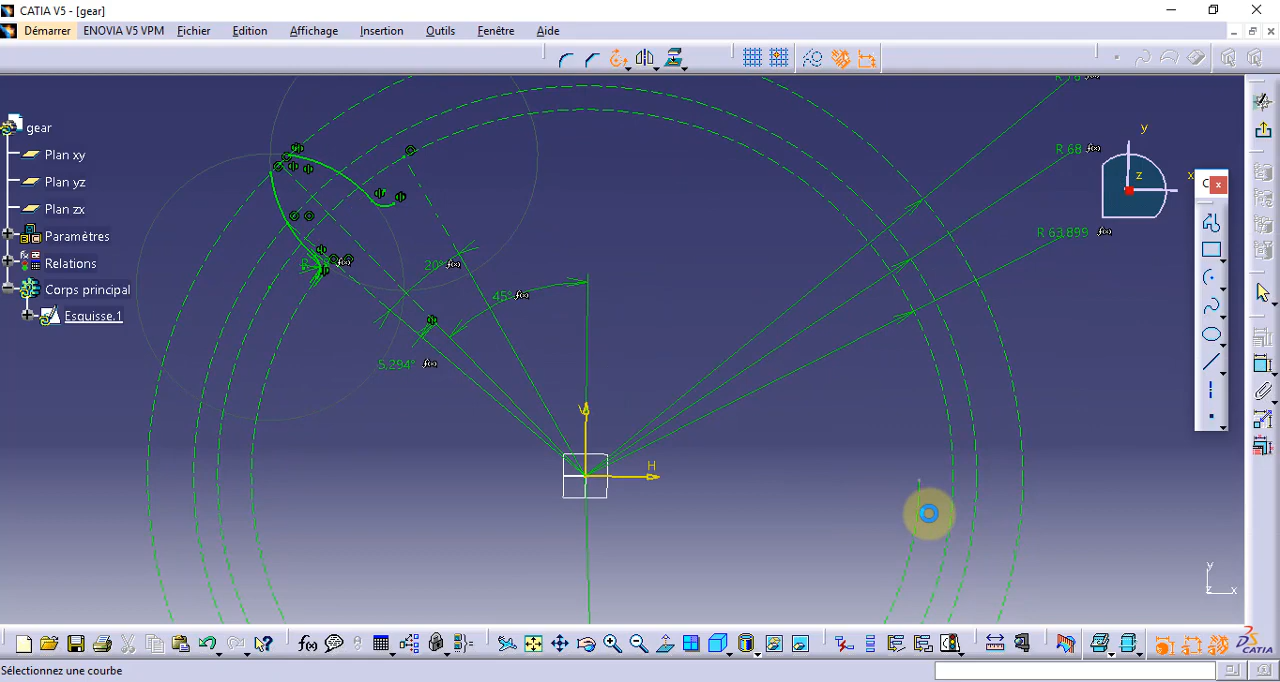 CATIA V5 - [gear]
Démarrer ENOVIA V5 VPM Fichier Edition Affichage Insertion Outils Fenêtre Aide
gear
Plan xy
Plan yz
Plan zx
Paramètres
Relations
Corps principal
Esquisse.1
R 68 f(x)
R 63,899 f(x)
20° f(x)
45° f(x)
5,294° f(x)
V
H
y
z
x
C
y
z x
f(x)
CATIA
Sélectionnez une courbe